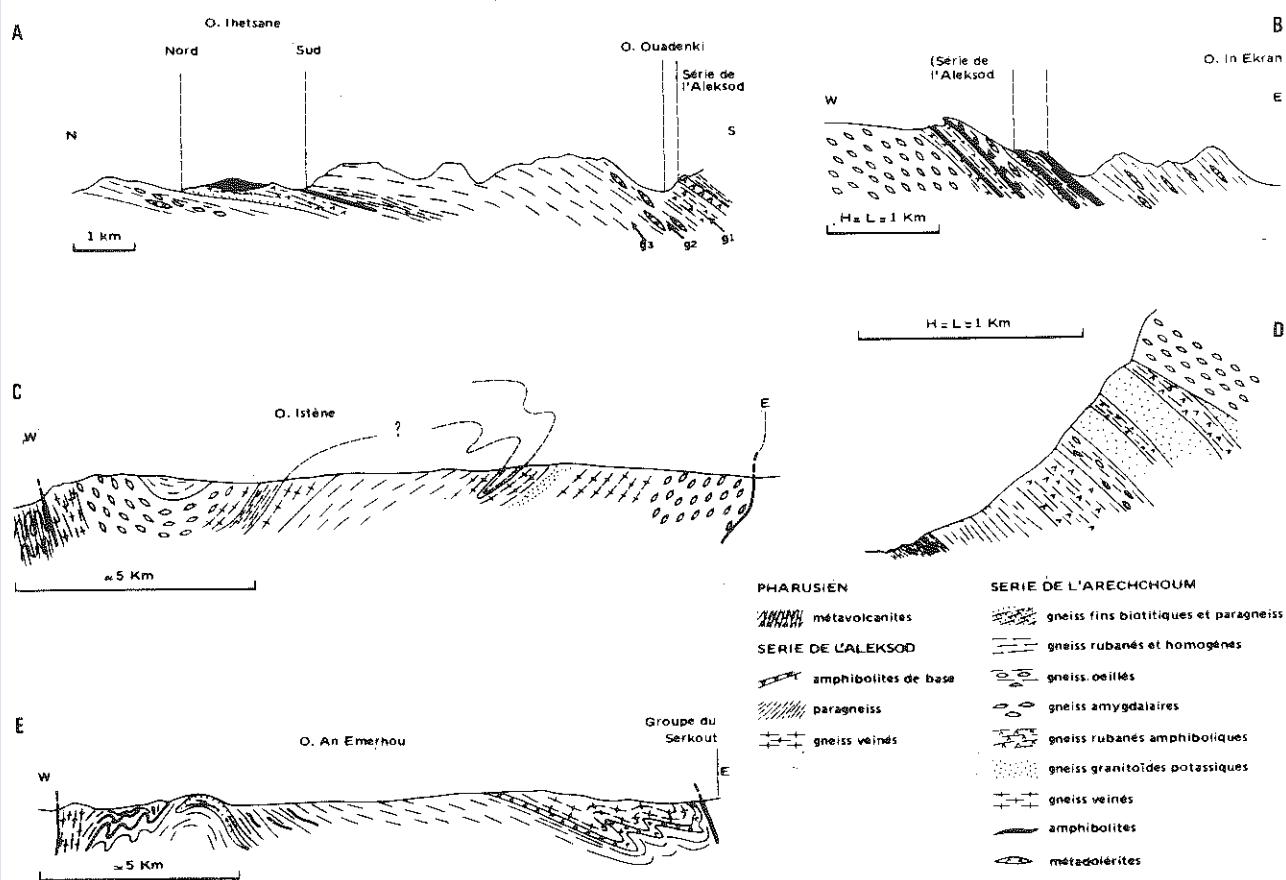 A
O. Ihetsane
Nord
Sud
O. Ouadenki
Série de
l'Aleksod
N
S
1 km
g3
g2
g1
B
(Série de
l'Aleksod
O. In Ekran
W
E
H = L = 1 Km
C
O. Istène
W
?
E
≃ 5 Km
D
H = L = 1 Km
E
O. An Emerhou
Groupe du
Serkout
W
E
≃ 5 Km
PHARUSIEN
métavolcanites
SERIE DE L'ALEKSOD
amphibolites de base
paragneiss
gneiss veinés
SERIE DE L'ARECHCHOUM
gneiss fins biotitiques et paragneiss
gneiss rubanés et homogénes
gneiss oeillés
gneiss amygdalaires
gneiss rubanés amphiboliques
gneiss granitoïdes potassiques
gneiss veinés
amphibolites
métadolérites